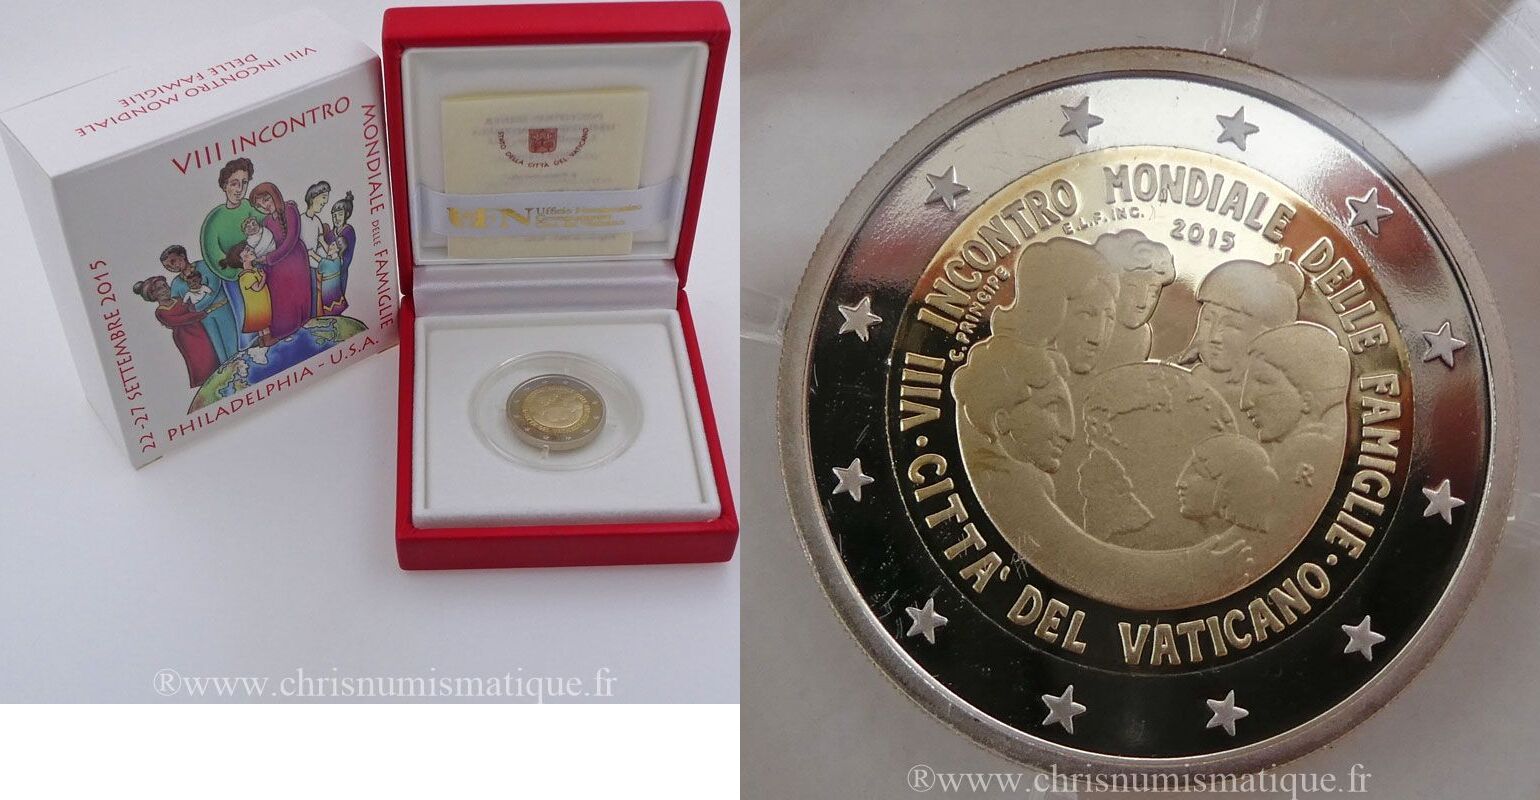 VIII INCONTRO MONDIALE
DELLE FAMIGLIE
VIII INCONTRO
MONDIALE DELLE FAMIGLIE
22-27 SETTEMBRE 2015
PHILADELPHIA - U.S.A.
STATO DELLA CITTÀ DEL VATICANO
UFN
Ufficio Numismatico
®www.chrisnumismatique.fr
VIII INCONTRO MONDIALE DELLE FAMIGLIE
E.L.F. INC.
2015
C. PRINCIPE
R
· CITTA' DEL VATICANO ·
®www.chrisnumismatique.fr